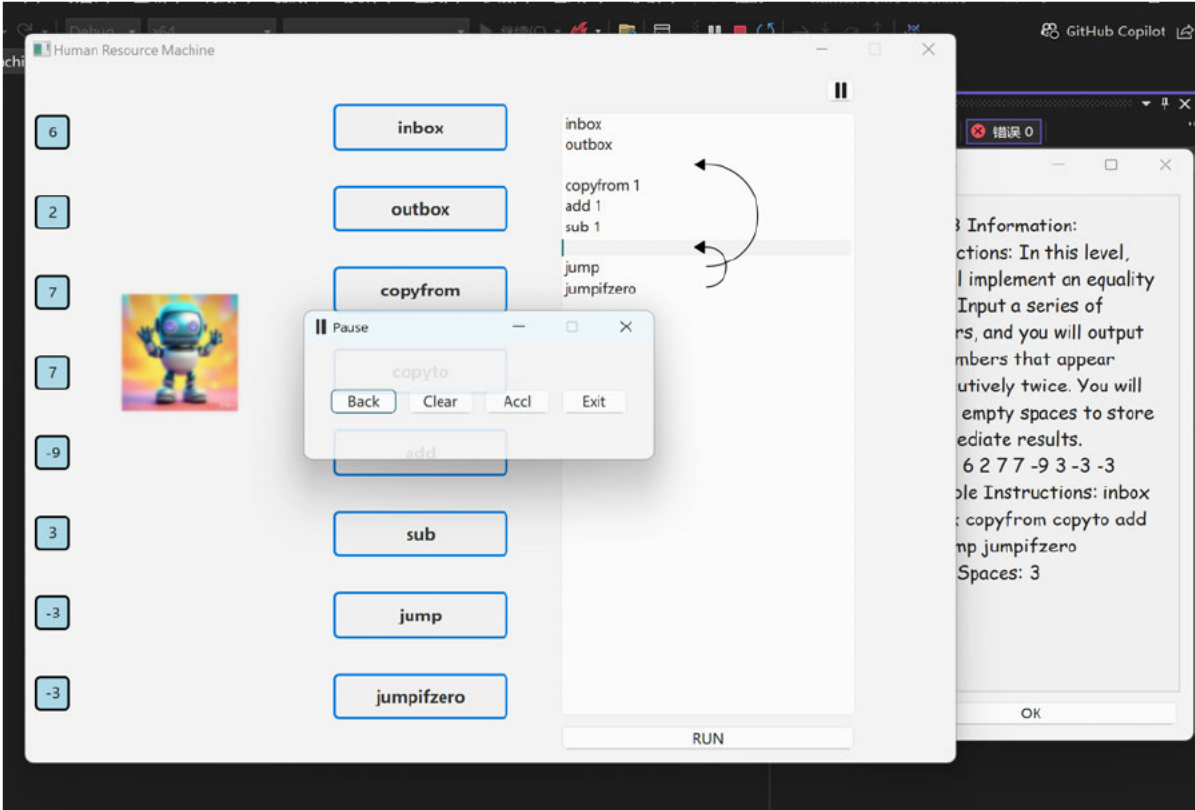 Debug
x64
GitHub Copilot
Human Resource Machine
错误 0
6
2
7
7
-9
3
-3
-3
inbox
outbox
copyfrom
copyto
add
sub
jump
jumpifzero
inbox
outbox
copyfrom 1
add 1
sub 1
jump
jumpifzero
RUN
Pause
Back
Clear
Accl
Exit
Information:
ctions: In this level,
l implement an equality
Input a series of
rs, and you will output
mbers that appear
utively twice. You will
empty spaces to store
ediate results.
6 2 7 7 -9 3 -3 -3
ble Instructions: inbox
copyfrom copyto add
mp jumpifzero
Spaces: 3
OK